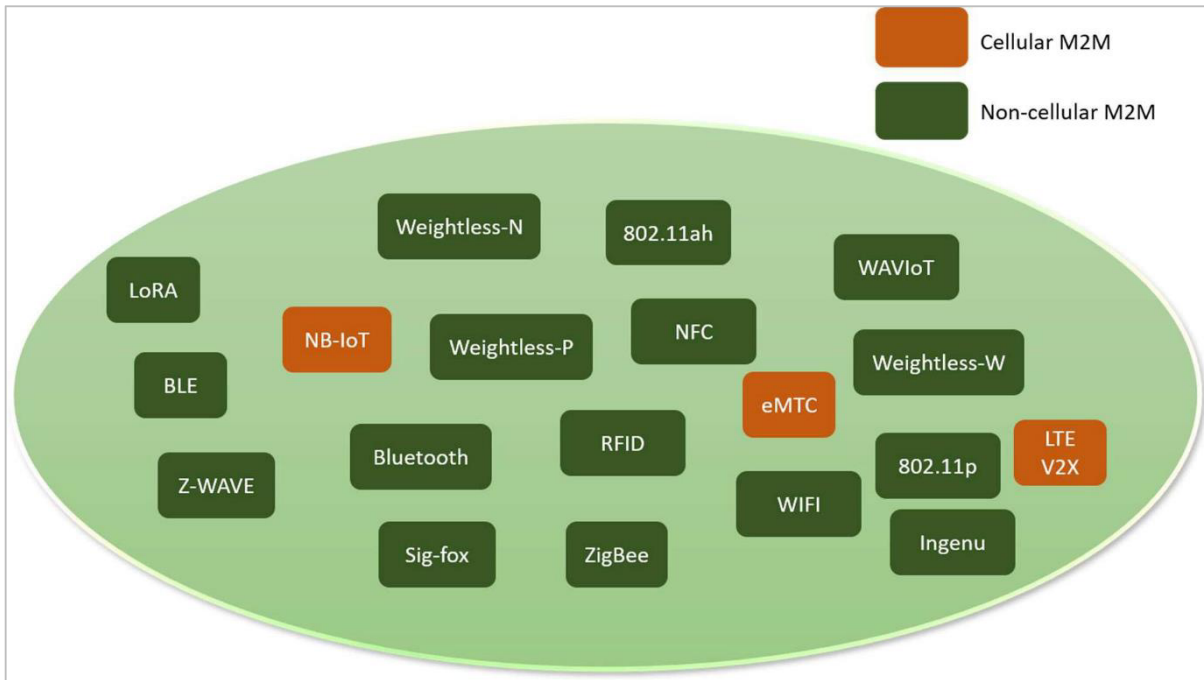 Cellular M2M
Non-cellular M2M
Weightless-N
802.11ah
WAVIoT
LoRA
NB-IoT
Weightless-P
NFC
Weightless-W
BLE
eMTC
Bluetooth
RFID
802.11p
LTE
V2X
Z-WAVE
WIFI
Sig-fox
ZigBee
Ingenu